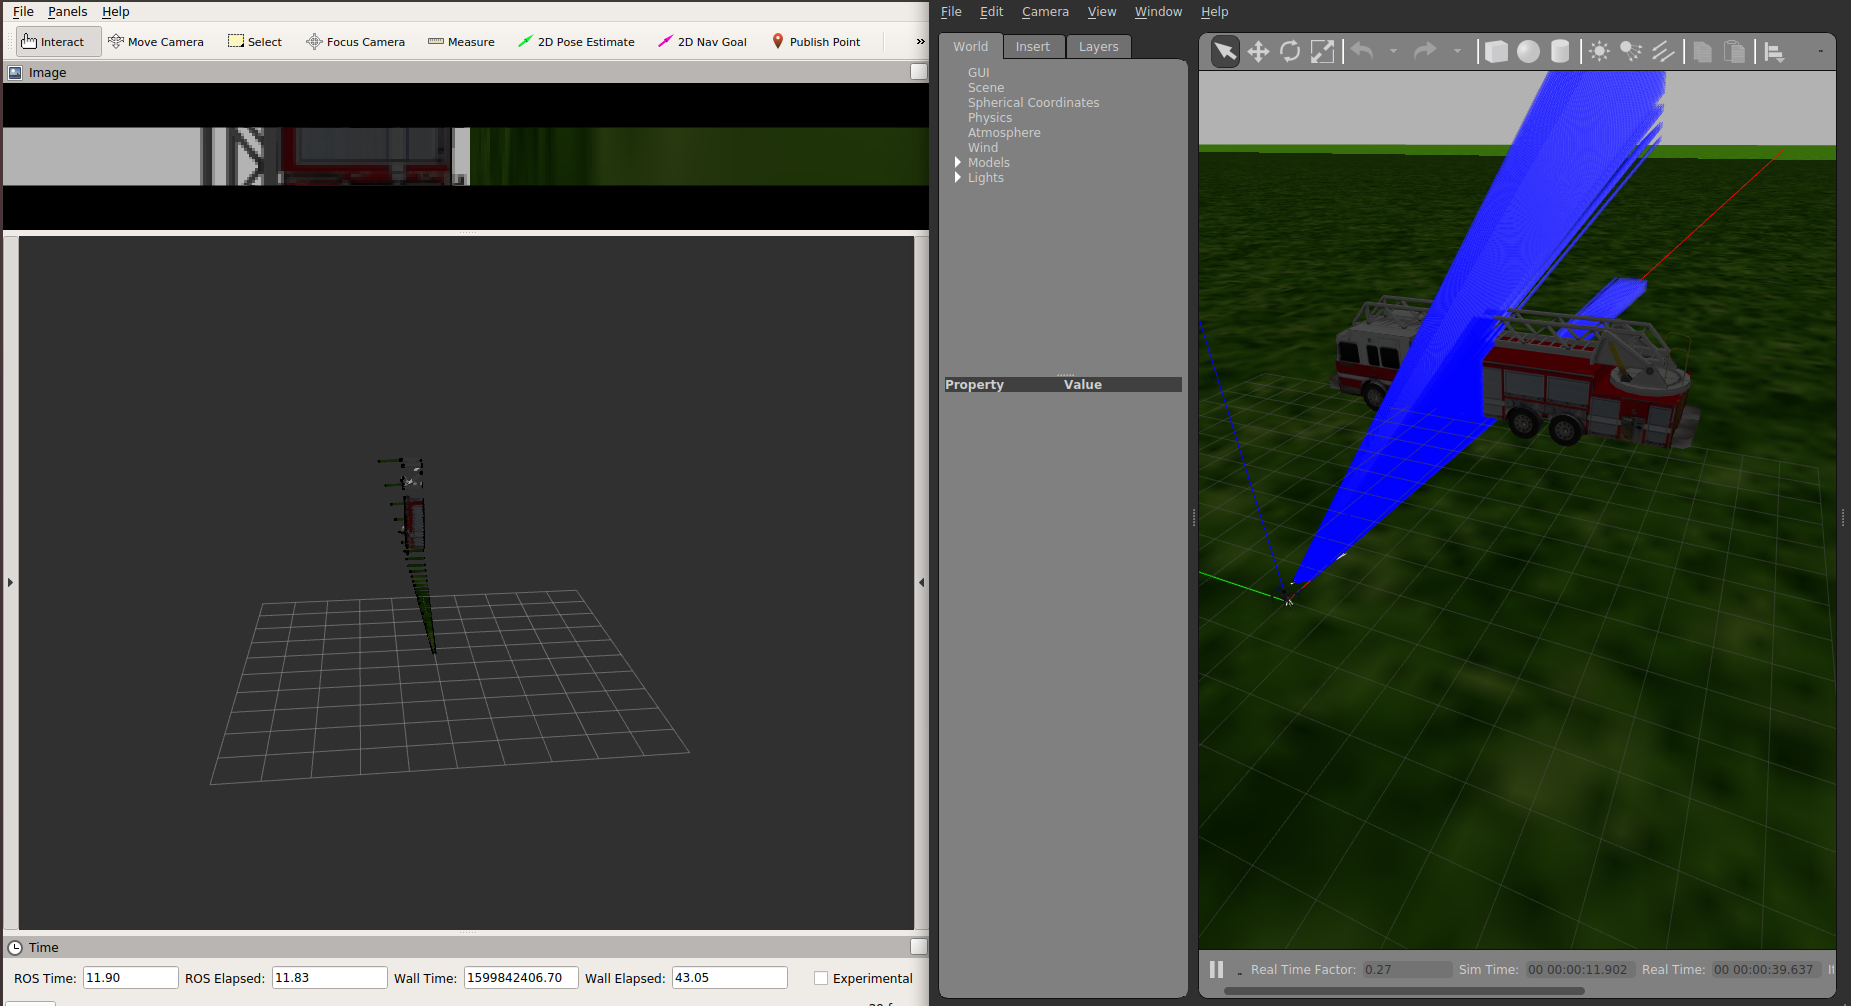 File Panels Help
Interact Move Camera Select Focus Camera Measure 2D Pose Estimate 2D Nav Goal Publish Point »
Image
Time
ROS Time: 11.90 ROS Elapsed: 11.83 Wall Time: 1599842406.70 Wall Elapsed: 43.05 Experimental
File Edit Camera View Window Help
World Insert Layers
GUI
Scene
Spherical Coordinates
Physics
Atmosphere
Wind
Models
Lights
Property Value
Real Time Factor: 0.27 Sim Time: 00 00:00:11.902 Real Time: 00 00:00:39.637